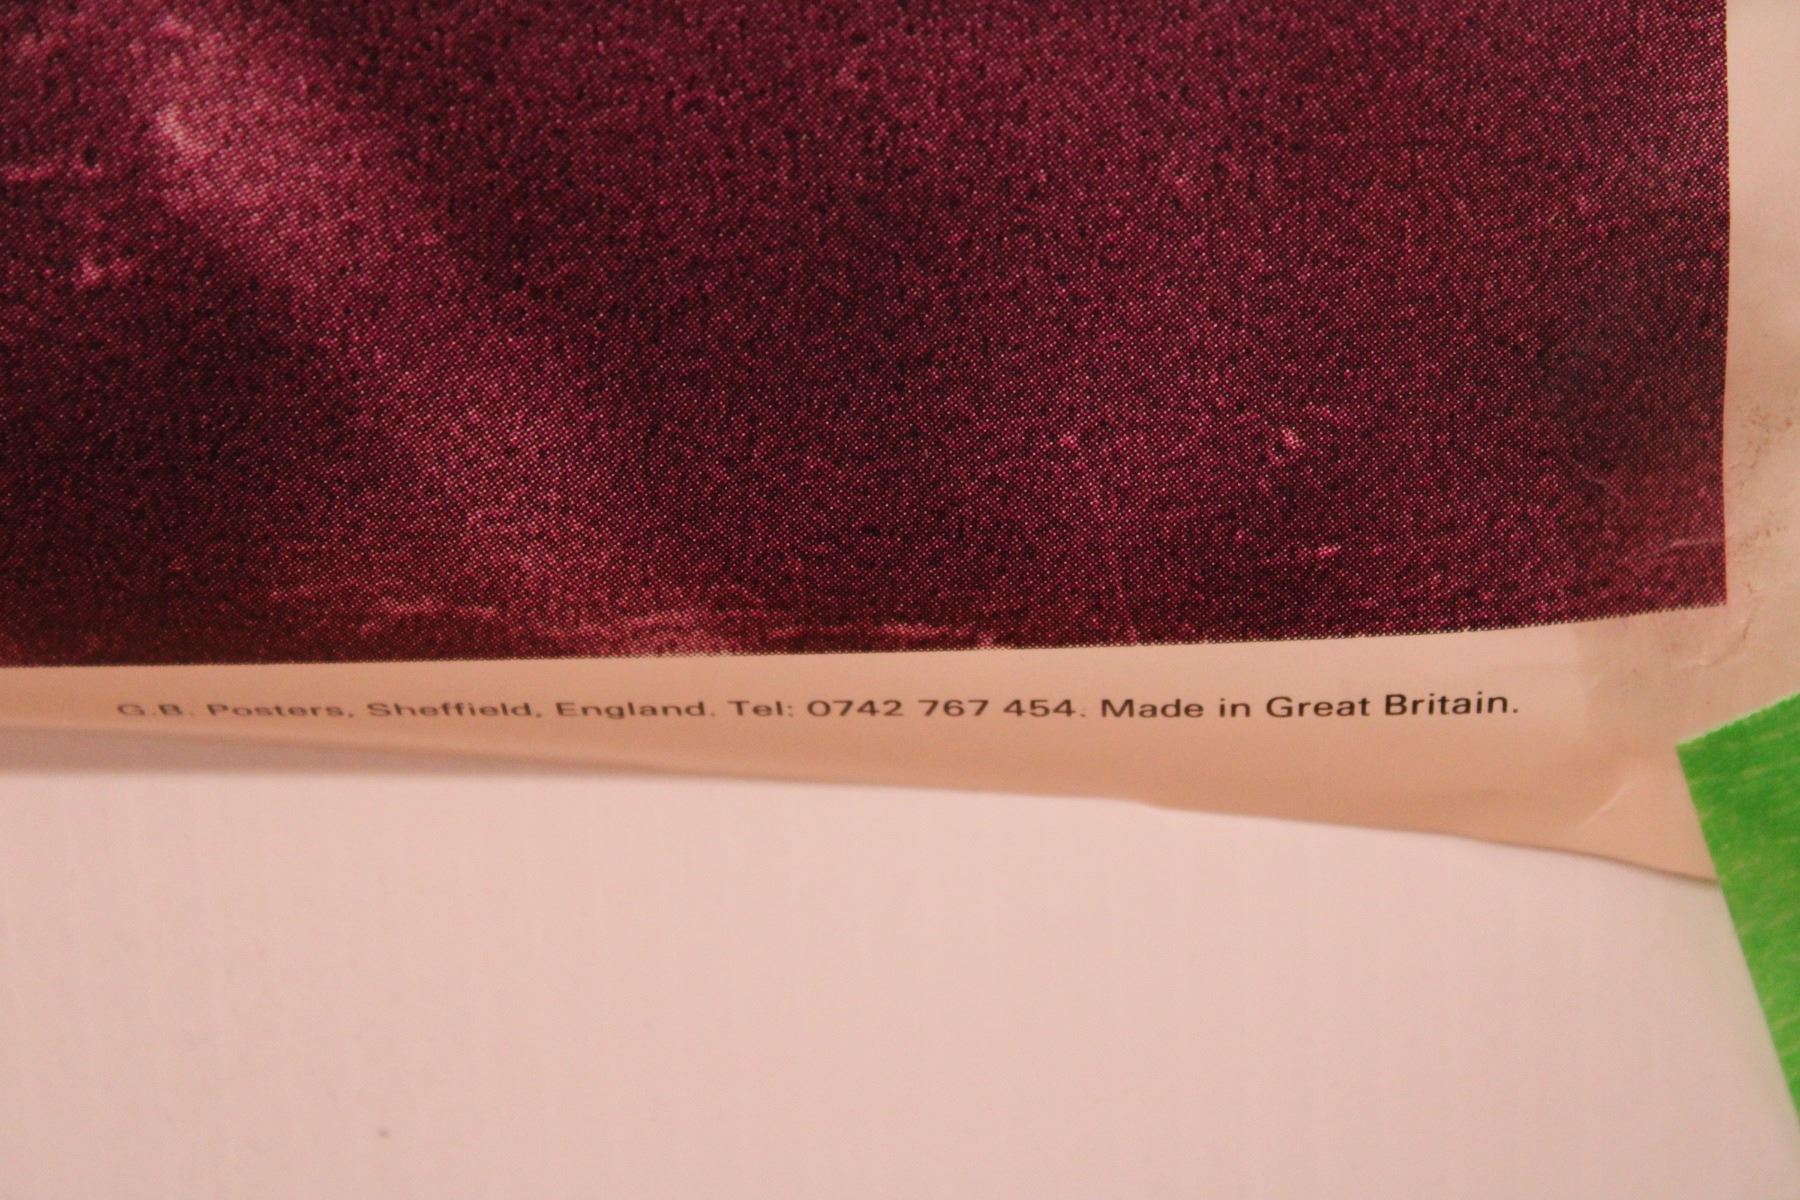 G.B. Posters, Sheffield, England. Tel: 0742 767 454. Made in Great Britain.